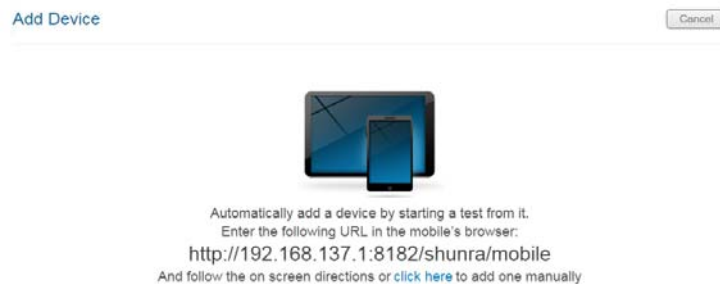 Add Device
Cancel
Automatically add a device by starting a test from it.
Enter the following URL in the mobile's browser:
http://192.168.137.1:8182/shunra/mobile
And follow the on screen directions or click here to add one manually